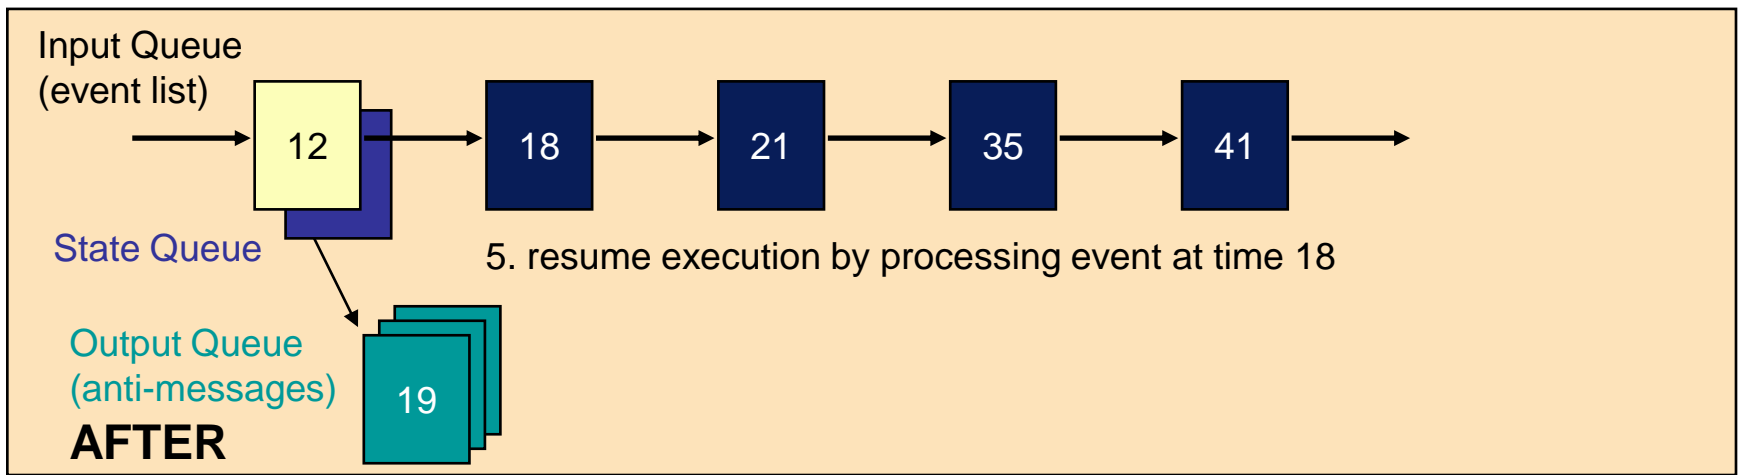 Input Queue
(event list)
12
18
21
35
41
State Queue
5. resume execution by processing event at time 18
Output Queue
(anti-messages)
19
AFTER